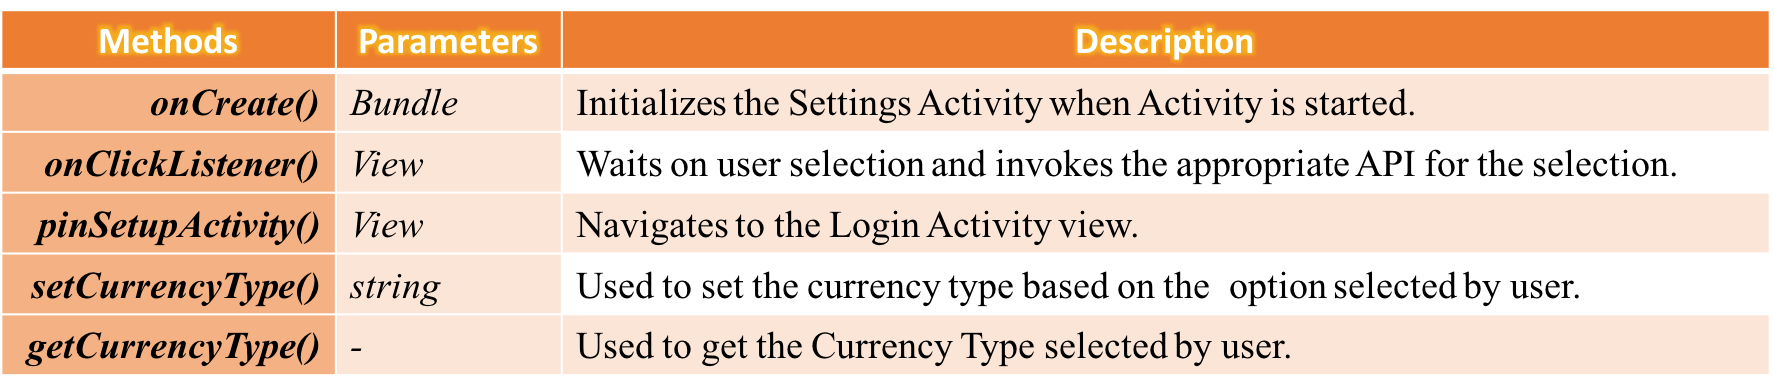 Methods Parameters Description
onCreate() Bundle Initializes the Settings Activity when Activity is started.
onClickListener() View Waits on user selection and invokes the appropriate API for the selection.
pinSetupActivity() View Navigates to the Login Activity view.
setCurrencyType() string Used to set the currency type based on the option selected by user.
getCurrencyType() - Used to get the Currency Type selected by user.